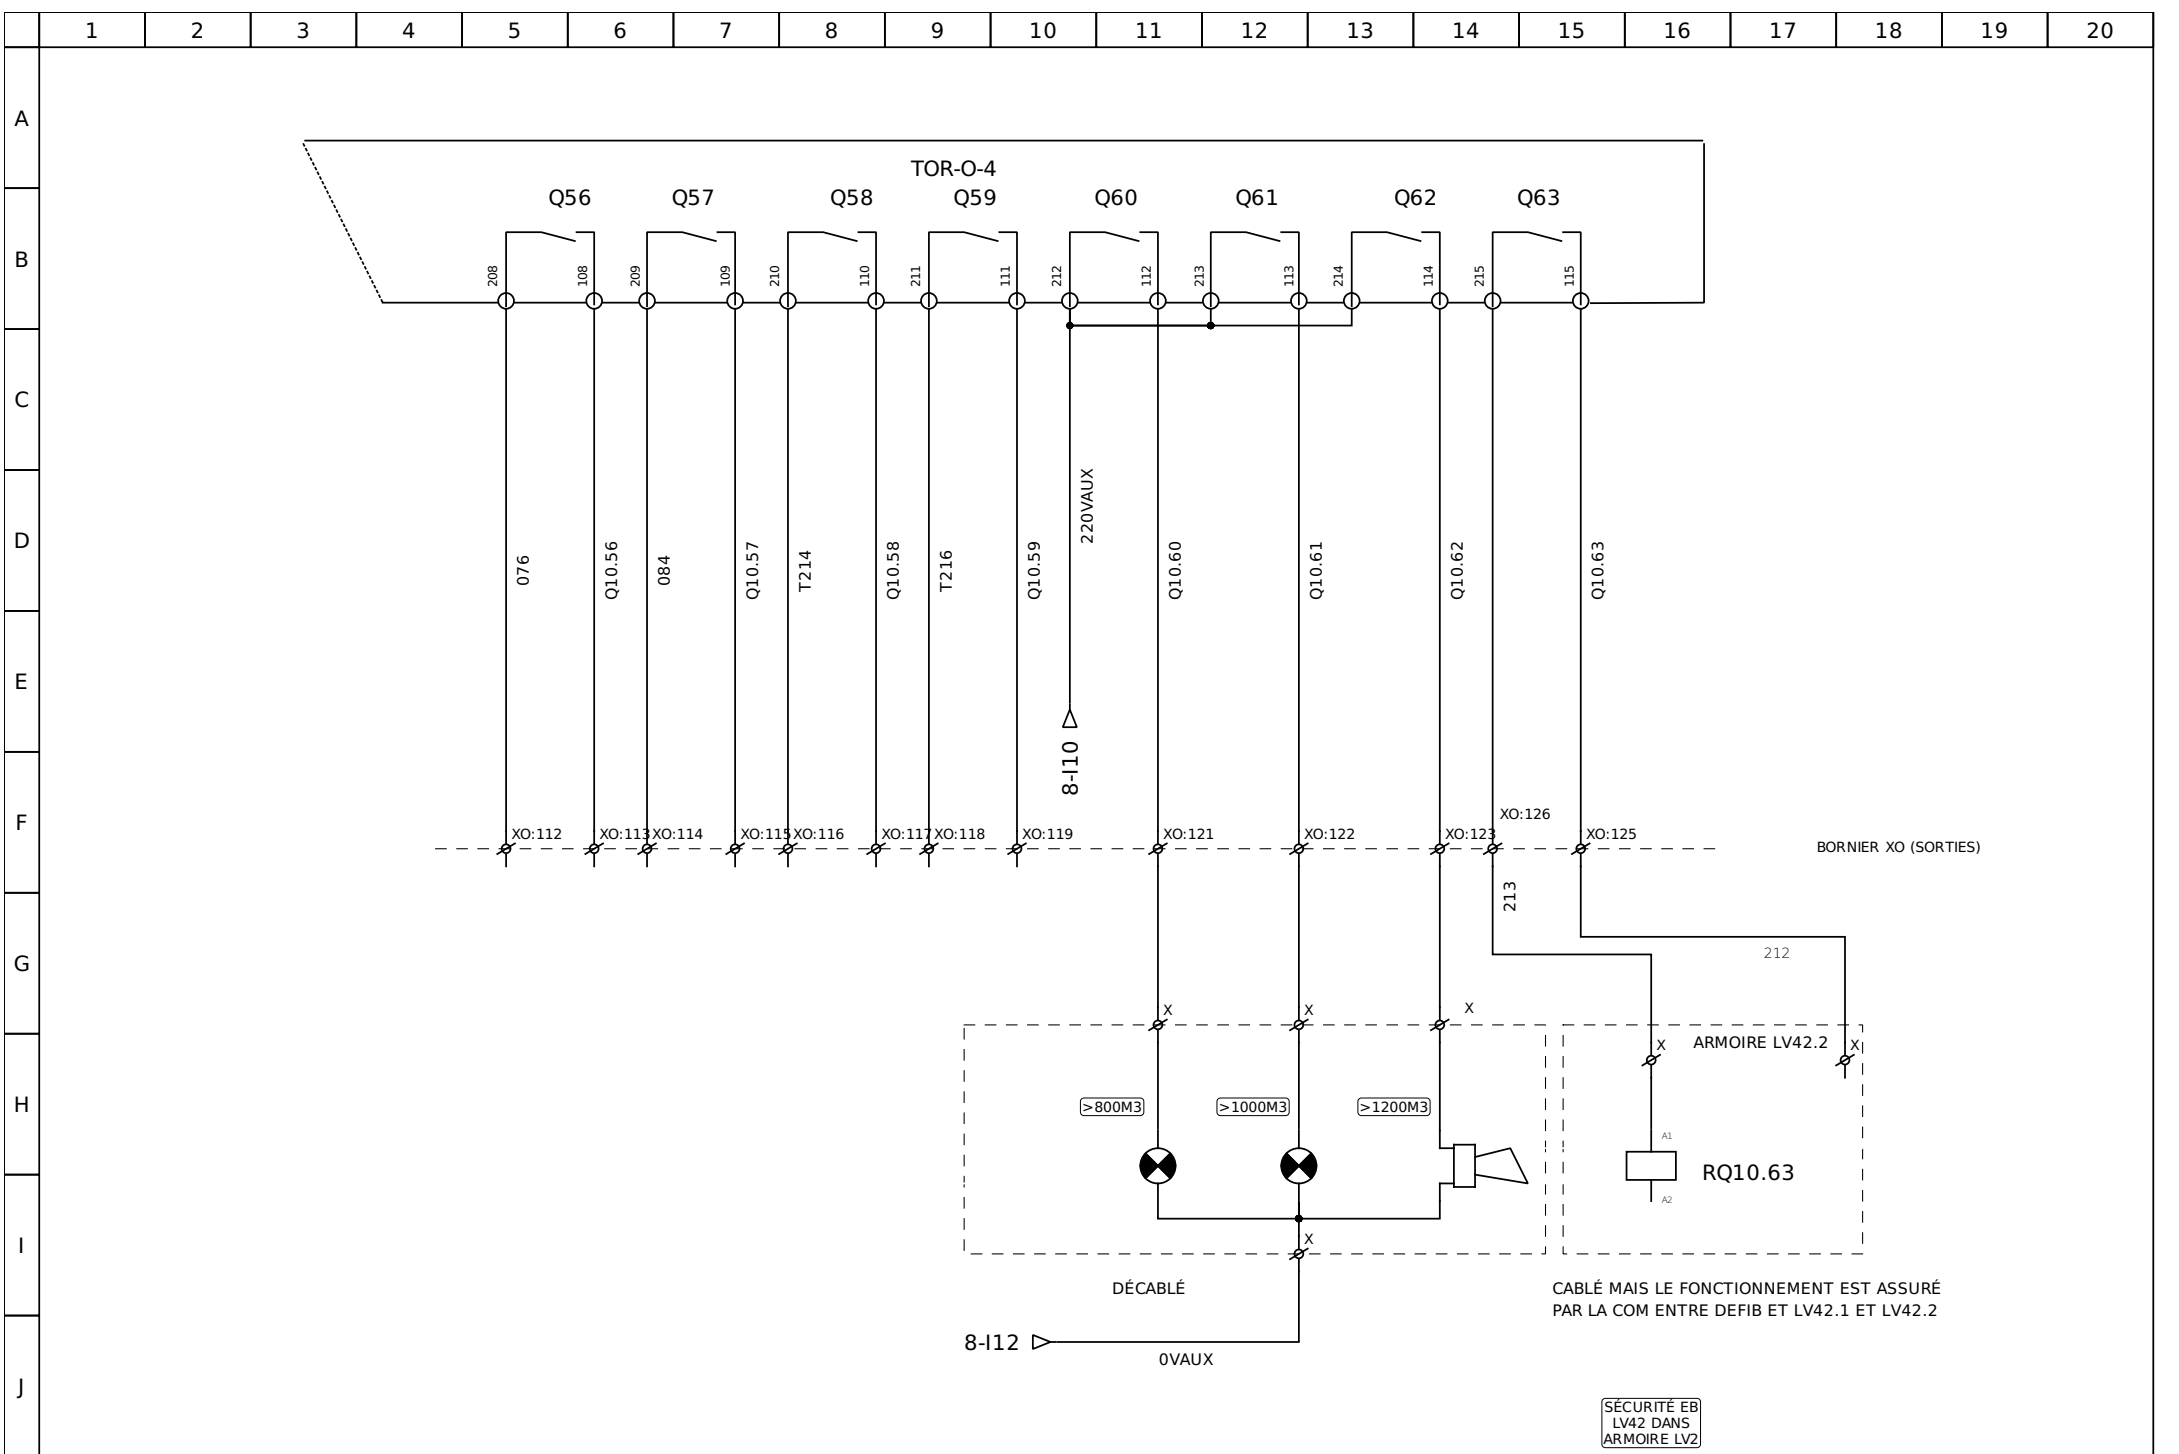 1 2 3 4 5 6 7 8 9 10 11 12 13 14 15 16 17 18 19 20
A
TOR-O-4
Q56 Q57 Q58 Q59 Q60 Q61 Q62 Q63
B
208 108 209 109 210 110 211 111 212 112 213 113 214 114 215 115
C
220VAUX
D
076 Q10.56 084 Q10.57 T214 Q10.58 T216 Q10.59 Q10.60 Q10.61 Q10.62 Q10.63
E
8-I10
F
XO:126
XO:112 XO:113 XO:114 XO:115 XO:116 XO:117 XO:118 XO:119 XO:121 XO:122 XO:123 XO:125
BORNIER XO (SORTIES)
213
G
212
X X X
ARMOIRE LV42.2
X X
H
>800M3 >1000M3 >1200M3
A1
RQ10.63
A2
I
X
DÉCABLÉ
CABLÉ MAIS LE FONCTIONNEMENT EST ASSURÉ
PAR LA COM ENTRE DEFIB ET LV42.1 ET LV42.2
8-I12
0VAUX
J
SÉCURITÉ EB
LV42 DANS
ARMOIRE LV2